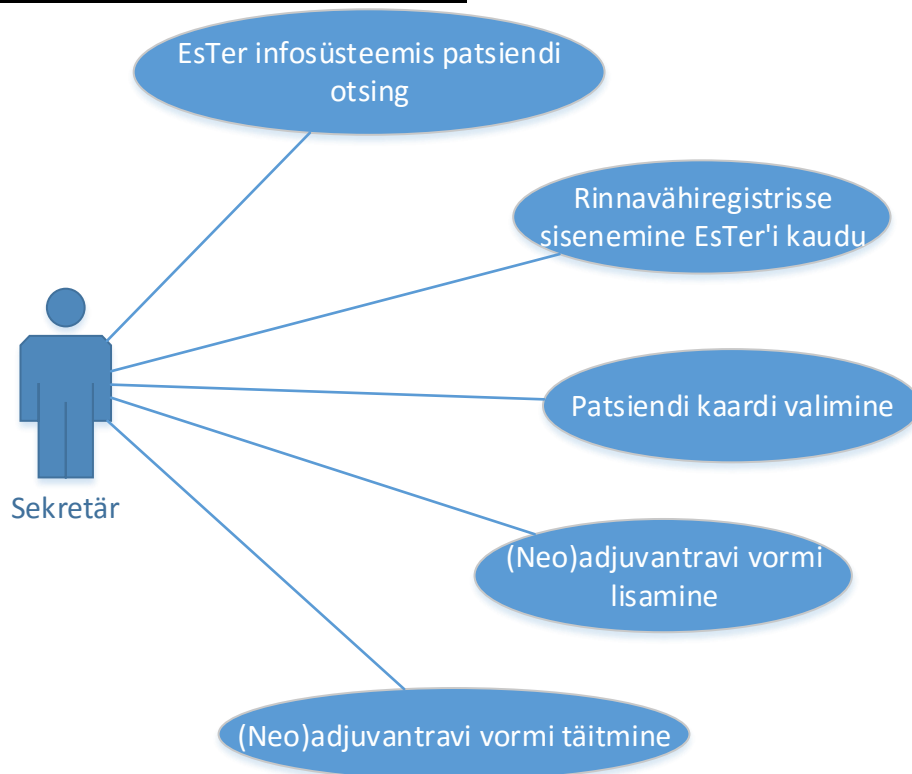 EsTer infosüsteemis patsiendi
otsing
Rinnavähiregistrisse
sisenemine EsTer'i kaudu
Patsiendi kaardi valimine
Sekretär
(Neo)adjuvantravi vormi
lisamine
(Neo)adjuvantravi vormi täitmine